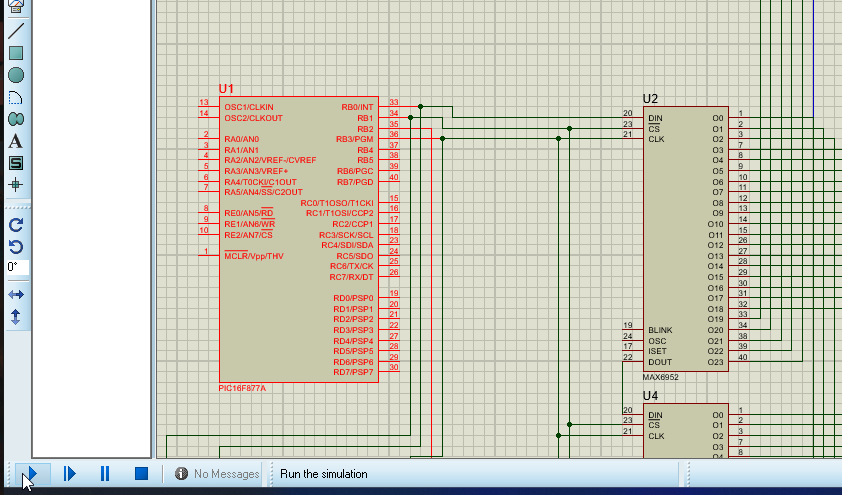 U1
13 OSC1/CLKIN RB0/INT 33
14 OSC2/CLKOUT RB1 34
RB2 35
2 RA0/AN0 RB3/PGM 36
3 RA1/AN1 RB4 37
4 RA2/AN2/VREF-/CVREF RB5 38
5 RA3/AN3/VREF+ RB6/PGC 39
6 RA4/T0CKI/C1OUT RB7/PGD 40
7 RA5/AN4/SS/C2OUT
RC0/T1OSO/T1CKI 15
8 RE0/AN5/RD RC1/T1OSI/CCP2 16
9 RE1/AN6/WR RC2/CCP1 17
10 RE2/AN7/CS RC3/SCK/SCL 18
RC4/SDI/SDA 23
1 MCLR/Vpp/THV RC5/SDO 24
RC6/TX/CK 25
RC7/RX/DT 26
RD0/PSP0 19
RD1/PSP1 20
RD2/PSP2 21
RD3/PSP3 22
RD4/PSP4 27
RD5/PSP5 28
RD6/PSP6 29
RD7/PSP7 30
PIC16F877A
U2
20 DIN O0 1
23 CS O1 2
21 CLK O2 3
O3 7
O4 8
O5 9
O6 10
O7 11
O8 12
O9 13
O10 14
O11 15
O12 26
O13 27
O14 28
O15 29
O16 30
O17 31
O18 32
O19 33
19 BLINK O20 34
24 OSC O21 38
17 ISET O22 39
22 DOUT O23 40
MAX6952
U4
20 DIN O0 1
23 CS O1 2
21 CLK O2 3
O3 7
O4 8
A
S
0°
No Messages
Run the simulation